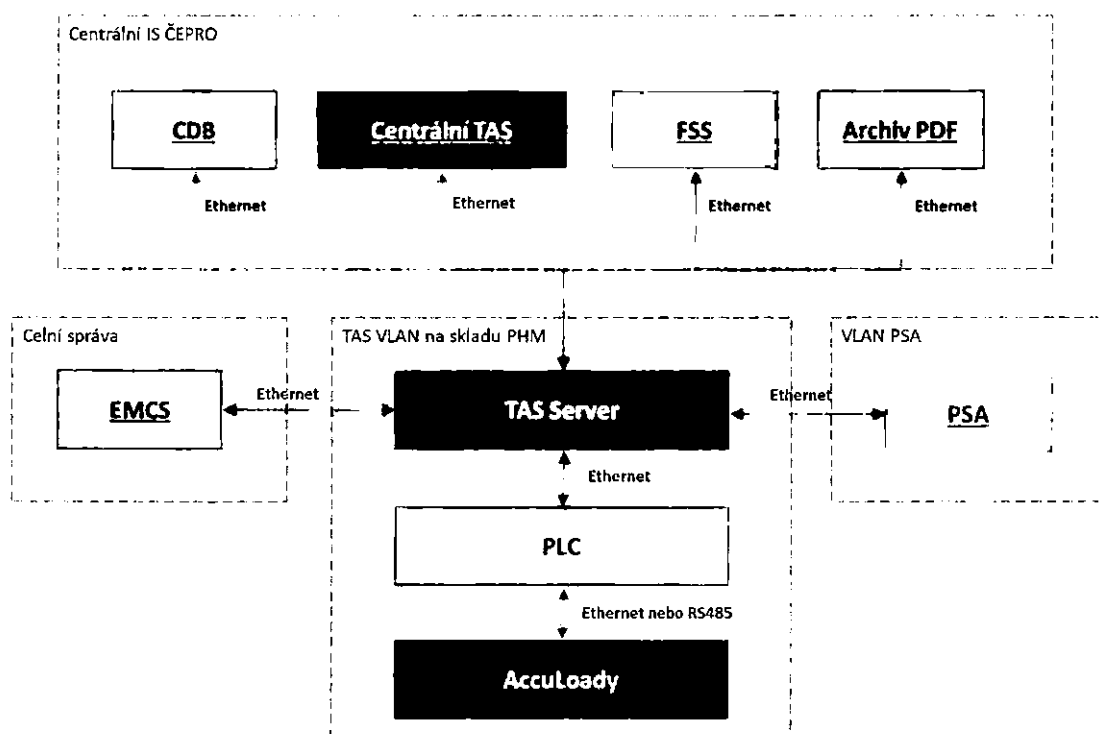 Centrální IS ČEPRO
CDB
Centrální TAS
FSS
Archiv PDF
Ethernet
Ethernet
Ethernet
Ethernet
Celní správa
TAS VLAN na skladu PHM
VLAN PSA
EMCS
Ethernet
TAS Server
Ethernet
PSA
Ethernet
PLC
Ethernet nebo RS485
AccuLoady